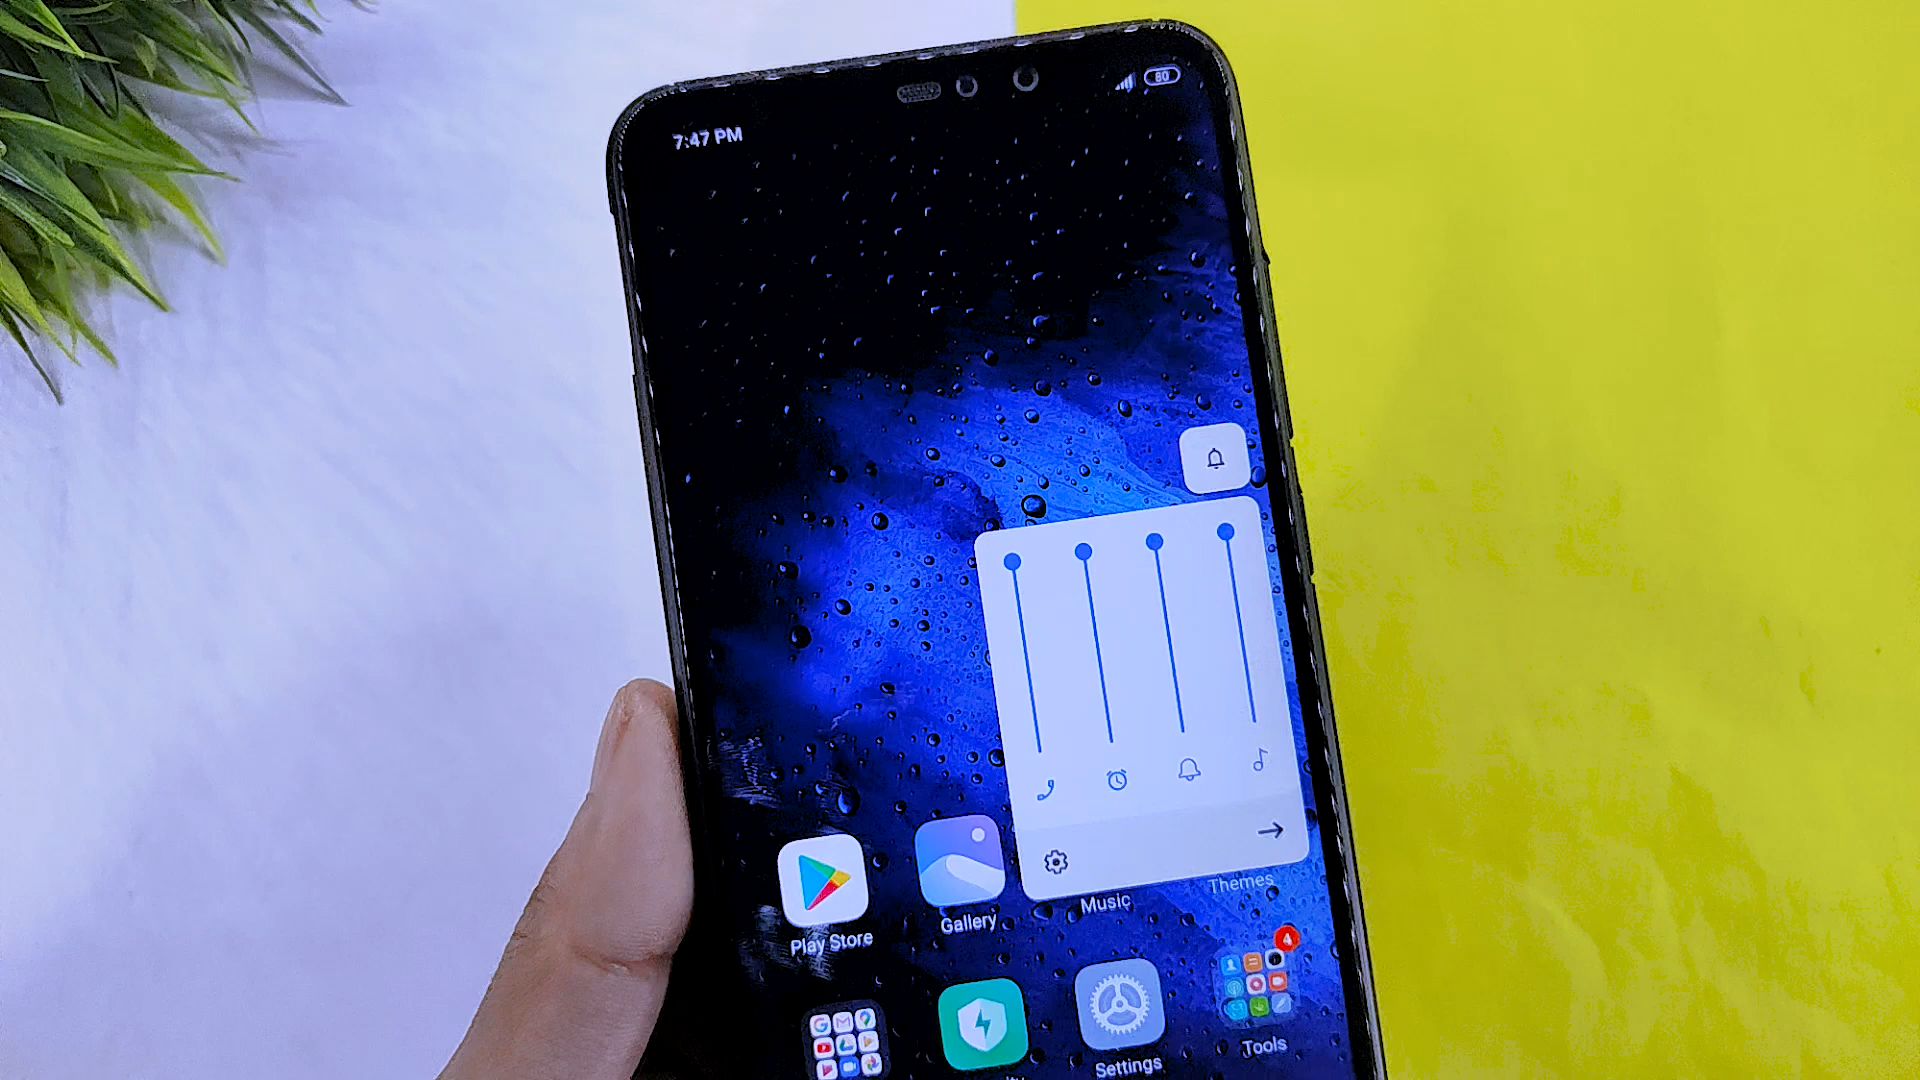 80
7:47 PM
Play Store
Gallery
Music
Themes
4
Settings
Tools